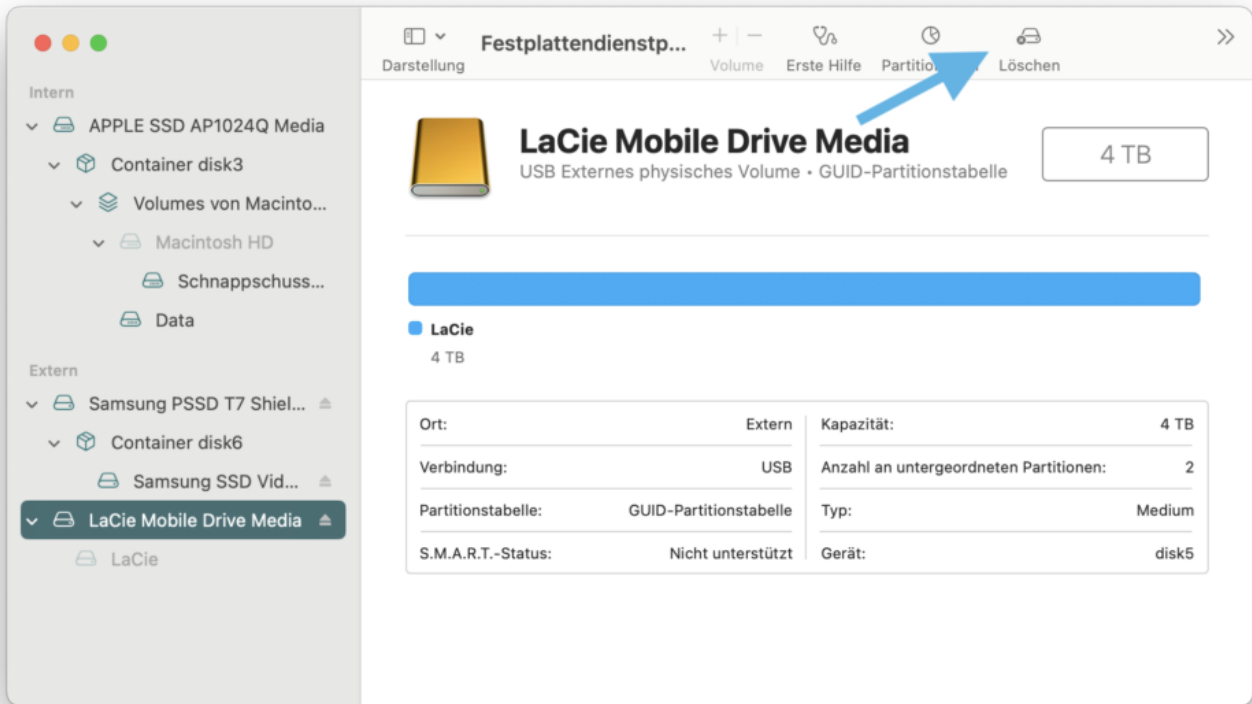 Festplattendienstp...
Darstellung
Volume
Erste Hilfe
Löschen
Intern
APPLE SSD AP1024Q Media
Container disk3
Volumes von Macinto...
Macintosh HD
Schnappschuss...
Data
Extern
Samsung PSSD T7 Shiel...
Container disk6
Samsung SSD Vid...
LaCie Mobile Drive Media
LaCie
LaCie Mobile Drive Media
USB Externes physisches Volume • GUID-Partitionstabelle
4 TB
LaCie
4 TB
Ort: Extern
Verbindung: USB
Partitionstabelle: GUID-Partitionstabelle
S.M.A.R.T.-Status: Nicht unterstützt
Kapazität: 4 TB
Anzahl an untergeordneten Partitionen: 2
Typ: Medium
Gerät: disk5